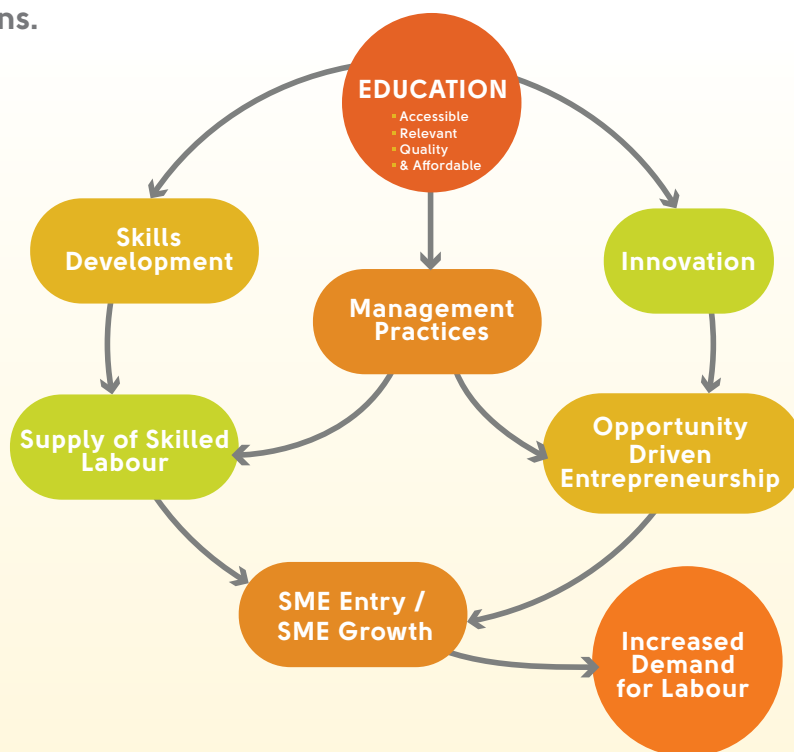 ns.
EDUCATION
▪ Accessible
▪ Relevant
▪ Quality
▪ & Affordable
Skills
Development
Innovation
Management
Practices
Supply of Skilled
Labour
Opportunity
Driven
Entrepreneurship
SME Entry /
SME Growth
Increased
Demand
for Labour